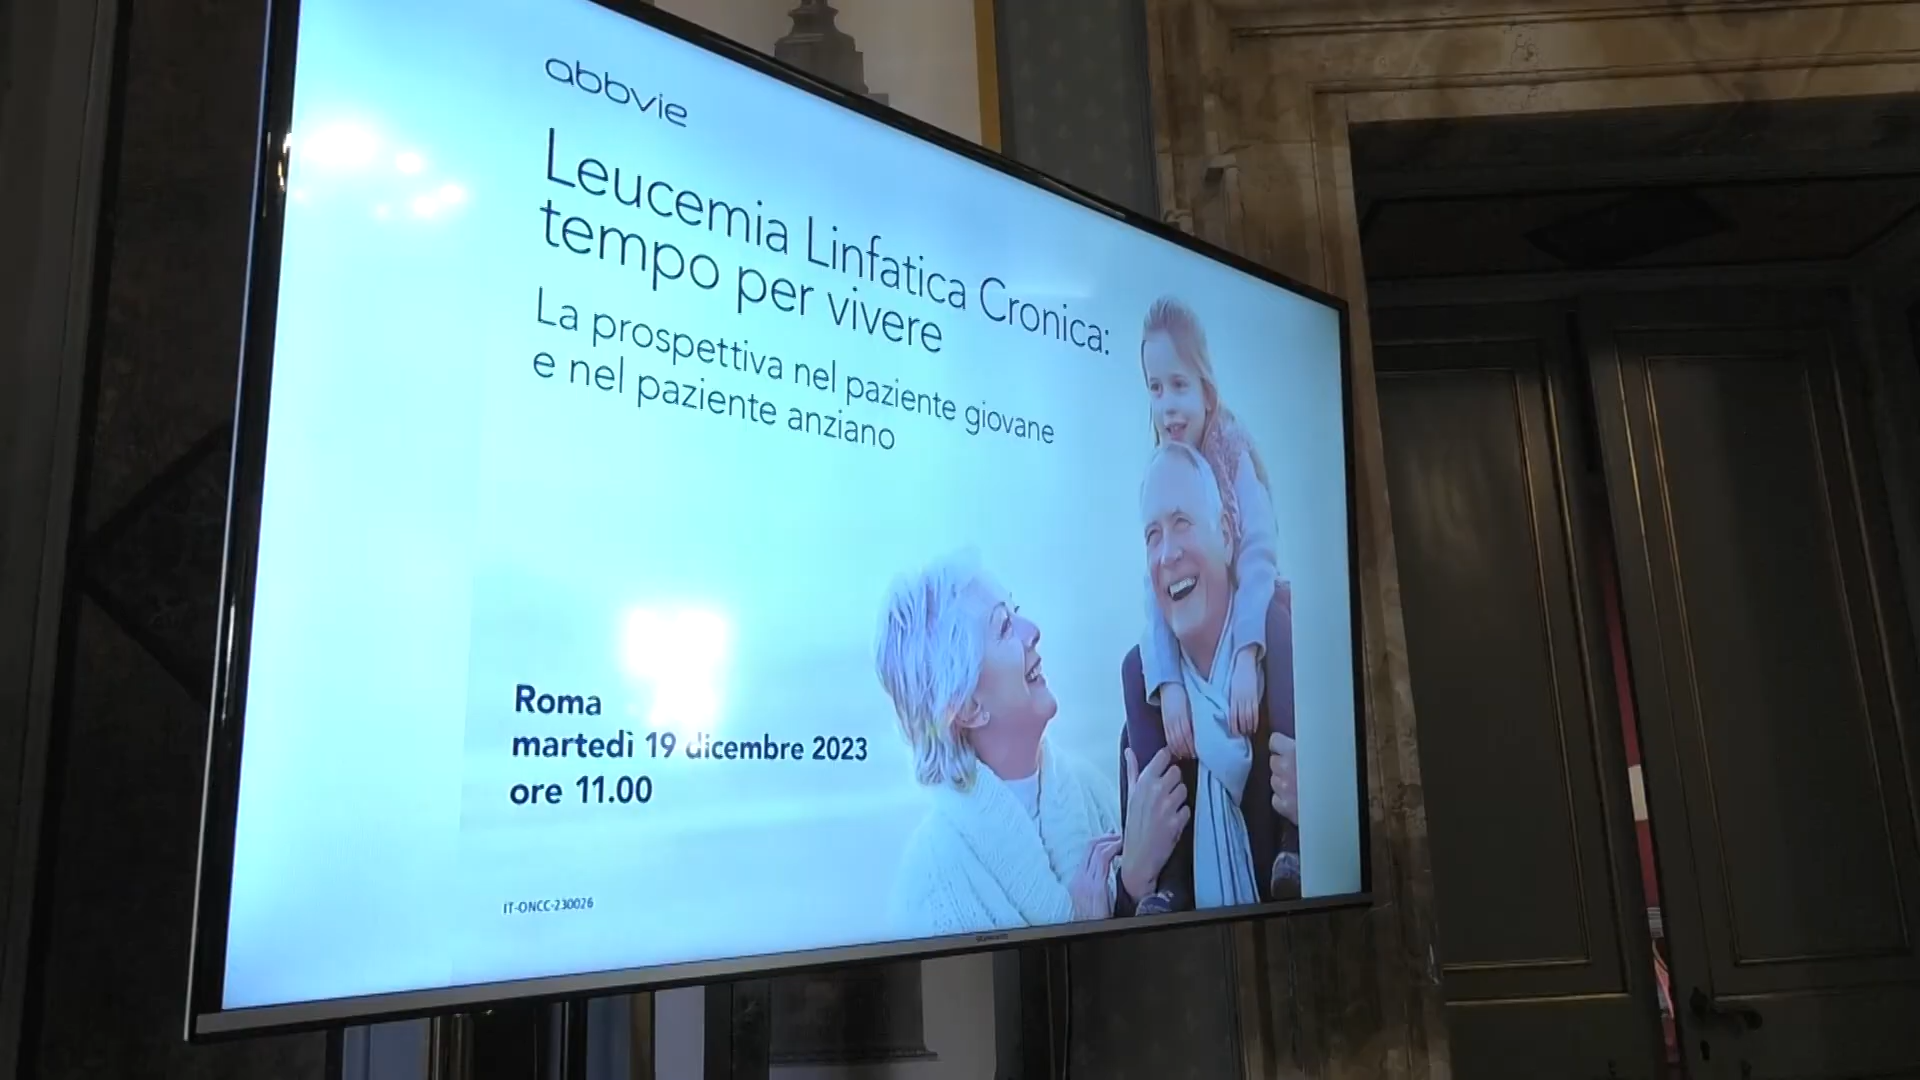 abbvie
Leucemia Linfatica Cronica:
tempo per vivere
La prospettiva nel paziente giovane
e nel paziente anziano
Roma
martedì 19 dicembre 2023
ore 11.00
IT-ONCC-230026